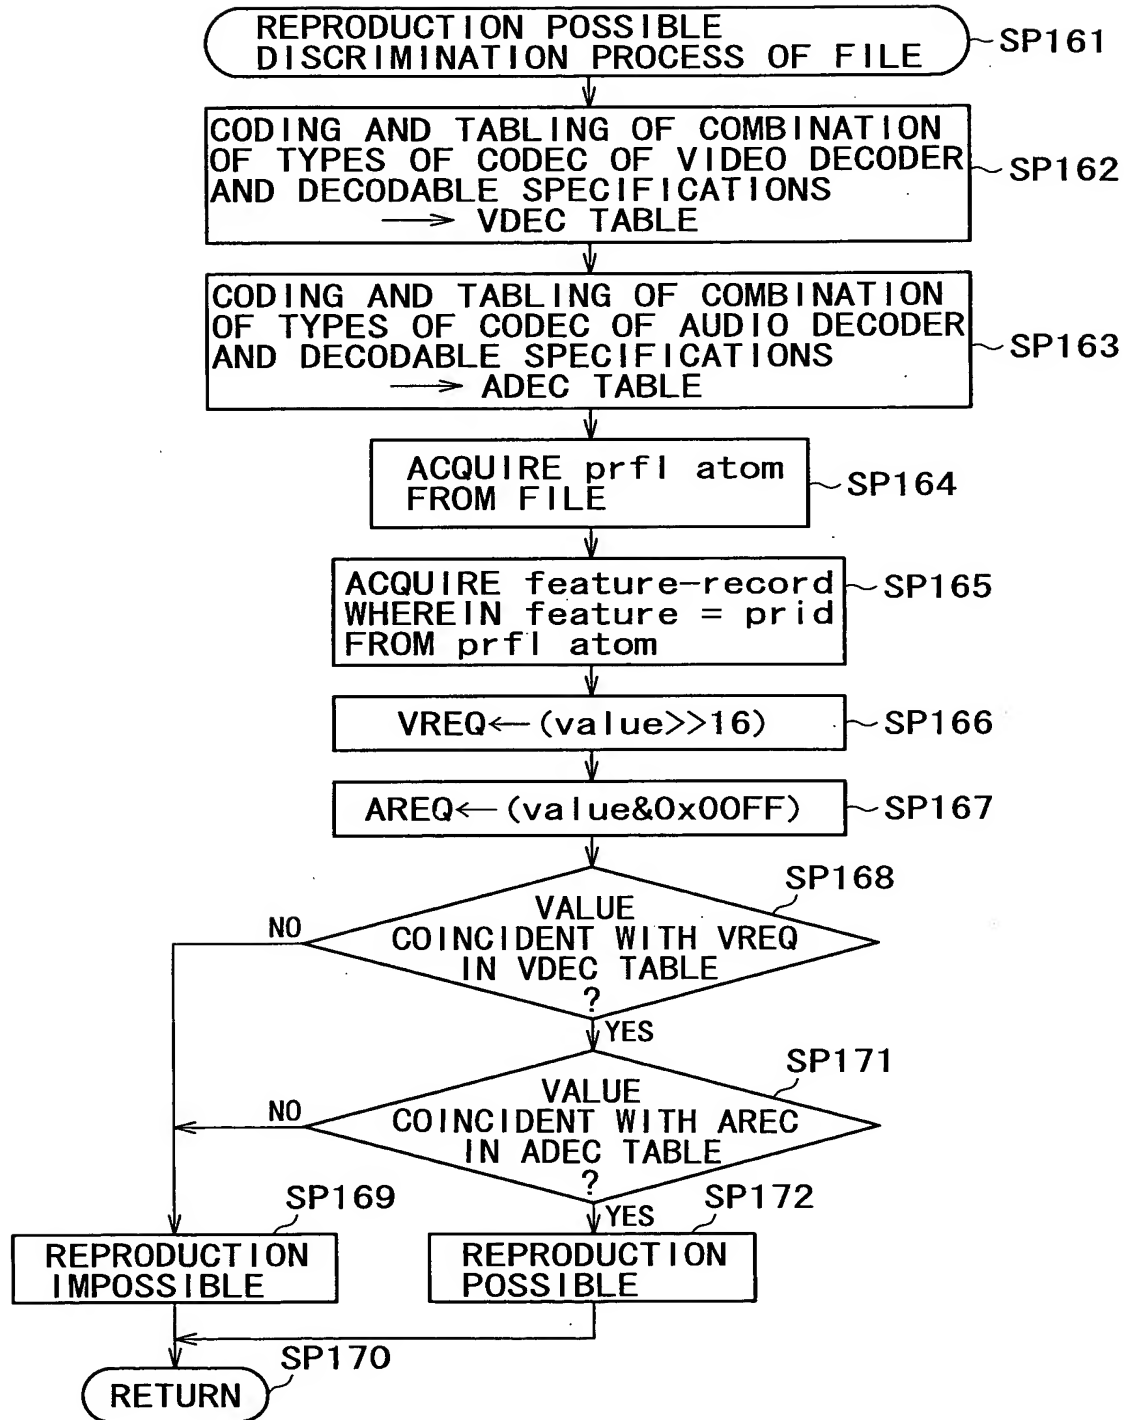 REPRODUCTION POSSIBLE
DISCRIMINATION PROCESS OF FILE
SP161
CODING AND TABLING OF COMBINATION
OF TYPES OF CODEC OF VIDEO DECODER
AND DECODABLE SPECIFICATIONS
→ VDEC TABLE
SP162
CODING AND TABLING OF COMBINATION
OF TYPES OF CODEC OF AUDIO DECODER
AND DECODABLE SPECIFICATIONS
→ ADEC TABLE
SP163
ACQUIRE prfl atom
FROM FILE
SP164
ACQUIRE feature-record
WHEREIN feature = prid
FROM prfl atom
SP165
VREQ←(value>>16)
SP166
AREQ←(value&0x00FF)
SP167
SP168
VALUE
COINCIDENT WITH VREQ
IN VDEC TABLE
?
NO
YES
SP171
VALUE
COINCIDENT WITH AREC
IN ADEC TABLE
?
NO
YES
SP169
REPRODUCTION
IMPOSSIBLE
SP172
REPRODUCTION
POSSIBLE
SP170
RETURN